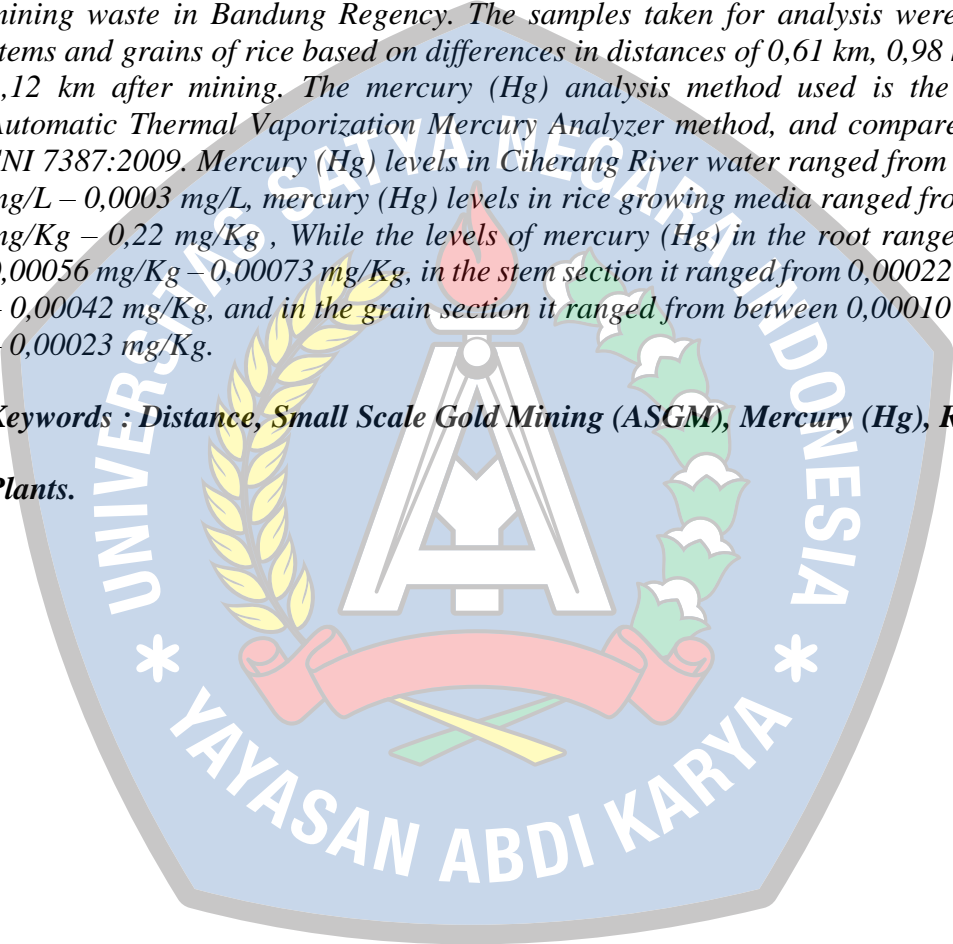 mining waste in Bandung Regency. The samples taken for analysis were
stems and grains of rice based on differences in distances of 0,61 km, 0,98
,12 km after mining. The mercury (Hg) analysis method used is the
Automatic Thermal Vaporization Mercury Analyzer method, and compare
SNI 7387:2009. Mercury (Hg) levels in Ciherang River water ranged from
mg/L – 0,0003 mg/L, mercury (Hg) levels in rice growing media ranged fro
mg/Kg – 0,22 mg/Kg , While the levels of mercury (Hg) in the root range
0,00056 mg/Kg – 0,00073 mg/Kg, in the stem section it ranged from 0,00022
– 0,00042 mg/Kg, and in the grain section it ranged from between 0,00010
– 0,00023 mg/Kg.
Keywords : Distance, Small Scale Gold Mining (ASGM), Mercury (Hg), R
Plants.
UNIVERSITAS SATYA NEGARA INDONESIA
* YAYASAN ABDI KARYA *